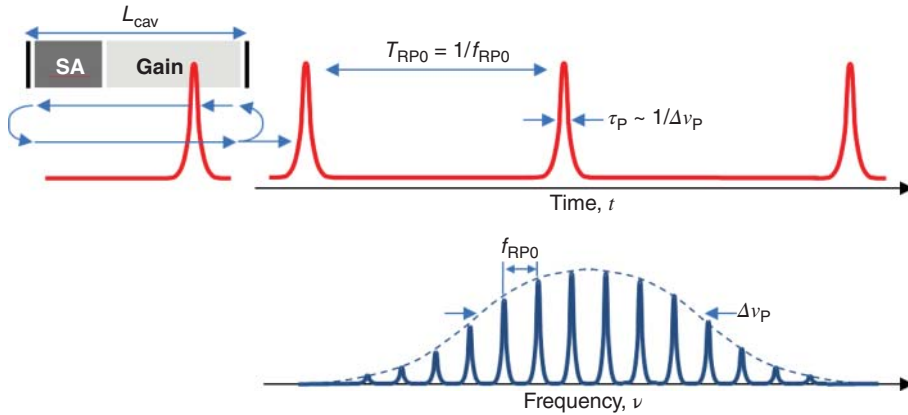 L_cav
SA Gain
T_RP0 = 1/f_RP0
τ_P ~ 1/Δν_P
Time, t
f_RP0
Δν_P
Frequency, ν